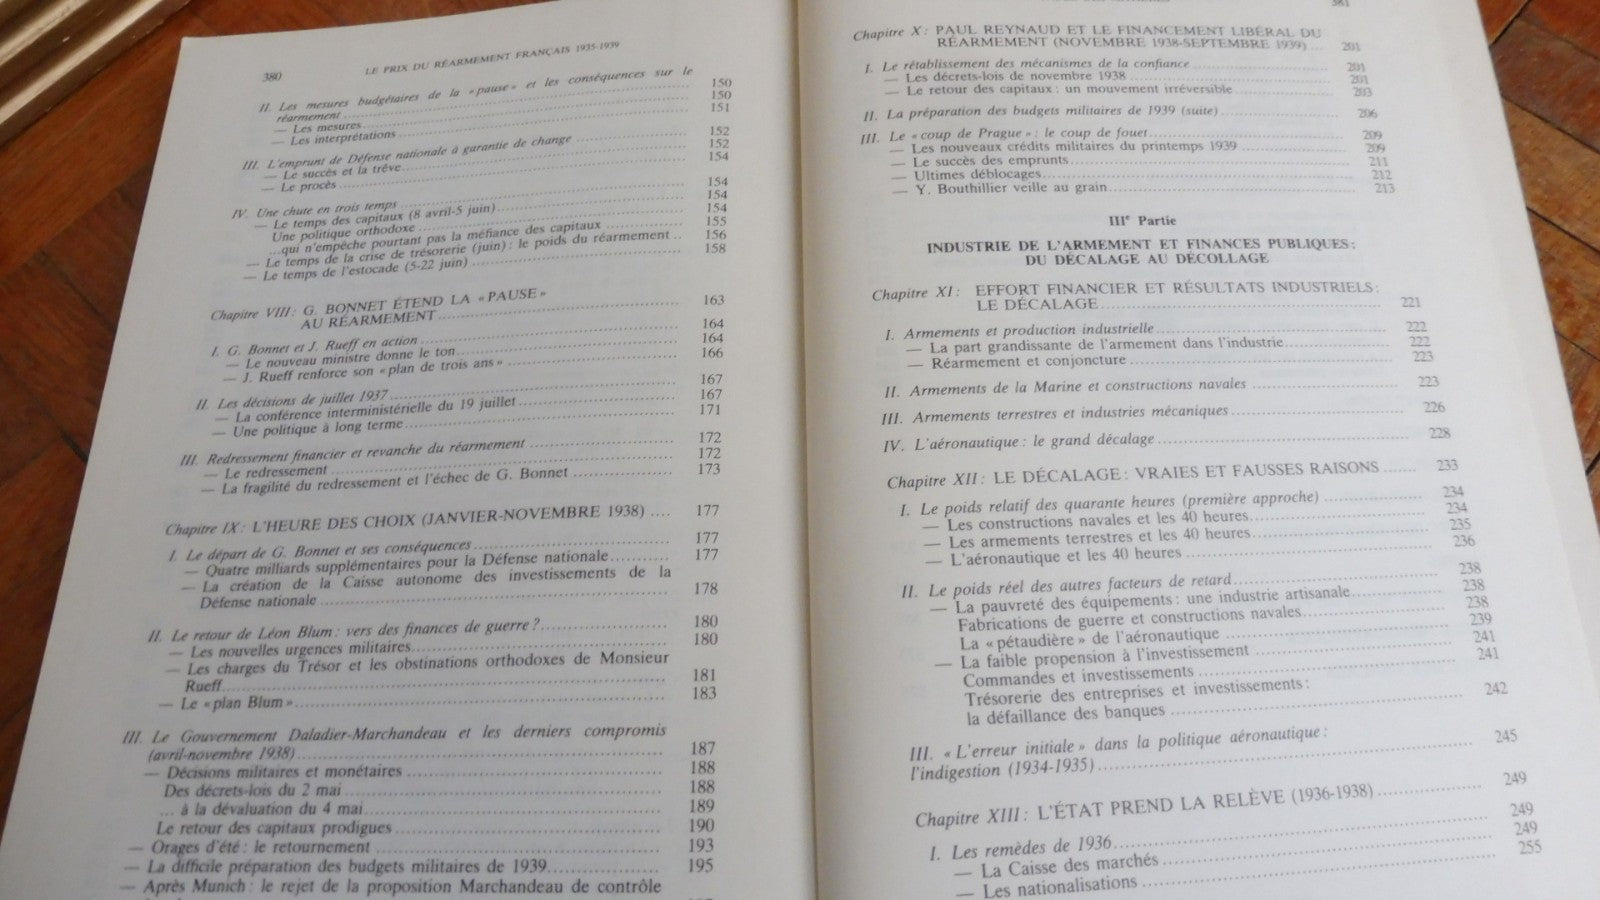 380
LE PRIX DU RÉARMEMENT FRANÇAIS 1935-1939
II. Les mesures budgétaires de la « pause » et les conséquences sur le
réarmement 150
— Les mesures 150
— Les interprétations 151
III. L'emprunt de Défense nationale à garantie de change 152
— Le succès et la trêve 152
— Le procès 154
IV. Une chute en trois temps 154
— Le temps des capitaux (8 avril-5 juin) 154
Une politique orthodoxe 154
...qui n'empêche pourtant pas la méfiance des capitaux 155
— Le temps de la crise de trésorerie (juin) : le poids du réarmement .. 156
— Le temps de l'estocade (5-22 juin) 158
Chapitre VIII : G. BONNET ÉTEND LA « PAUSE »
AU RÉARMEMENT 163
I. G. Bonnet et J. Rueff en action 164
— Le nouveau ministre donne le ton 164
— J. Rueff renforce son « plan de trois ans » 166
II. Les décisions de juillet 1937 167
— La conférence interministérielle du 19 juillet 167
— Une politique à long terme 171
III. Redressement financier et revanche du réarmement 172
— Le redressement 172
— La fragilité du redressement et l'échec de G. Bonnet 173
Chapitre IX : L'HEURE DES CHOIX (JANVIER-NOVEMBRE 1938) .... 177
I. Le départ de G. Bonnet et ses conséquences 177
— Quatre milliards supplémentaires pour la Défense nationale 177
— La création de la Caisse autonome des investissements de la
Défense nationale 178
II. Le retour de Léon Blum : vers des finances de guerre ? 180
— Les nouvelles urgences militaires 180
— Les charges du Trésor et les obstinations orthodoxes de Monsieur
Rueff 181
— Le « plan Blum » 183
III. Le Gouvernement Daladier-Marchandeau et les derniers compromis
(avril-novembre 1938) 187
— Décisions militaires et monétaires 188
Des décrets-lois du 2 mai 188
... à la dévaluation du 4 mai 189
Le retour des capitaux prodigues 190
— Orages d'été : le retournement 193
— La difficile préparation des budgets militaires de 1939 195
— Après Munich : le rejet de la proposition Marchandeau de contrôle
381
Chapitre X : PAUL REYNAUD ET LE FINANCEMENT LIBÉRAL DU
RÉARMEMENT (NOVEMBRE 1938-SEPTEMBRE 1939) ... 201
I. Le rétablissement des mécanismes de la confiance 201
— Les décrets-lois de novembre 1938 201
— Le retour des capitaux : un mouvement irréversible 203
II. La préparation des budgets militaires de 1939 (suite) 206
III. Le « coup de Prague » : le coup de fouet 209
— Les nouveaux crédits militaires du printemps 1939 209
— Le succès des emprunts 211
— Ultimes déblocages 212
— Y. Bouthillier veille au grain 213
IIIe Partie
INDUSTRIE DE L'ARMEMENT ET FINANCES PUBLIQUES :
DU DÉCALAGE AU DÉCOLLAGE
Chapitre XI : EFFORT FINANCIER ET RÉSULTATS INDUSTRIELS :
LE DÉCALAGE 221
I. Armements et production industrielle 222
— La part grandissante de l'armement dans l'industrie 222
— Réarmement et conjoncture 223
II. Armements de la Marine et constructions navales 223
III. Armements terrestres et industries mécaniques 226
IV. L'aéronautique : le grand décalage 228
Chapitre XII : LE DÉCALAGE : VRAIES ET FAUSSES RAISONS 233
I. Le poids relatif des quarante heures (première approche) 234
— Les constructions navales et les 40 heures 234
— Les armements terrestres et les 40 heures 235
— L'aéronautique et les 40 heures 236
II. Le poids réel des autres facteurs de retard 238
— La pauvreté des équipements : une industrie artisanale 238
Fabrications de guerre et constructions navales 238
La « pétaudière » de l'aéronautique 239
— La faible propension à l'investissement 241
Commandes et investissements 241
Trésorerie des entreprises et investissements :
la défaillance des banques 242
III. « L'erreur initiale » dans la politique aéronautique :
l'indigestion (1934-1935) 245
Chapitre XIII : L'ÉTAT PREND LA RELÈVE (1936-1938) 249
I. Les remèdes de 1936 249
— La Caisse des marchés 249
— Les nationalisations 255